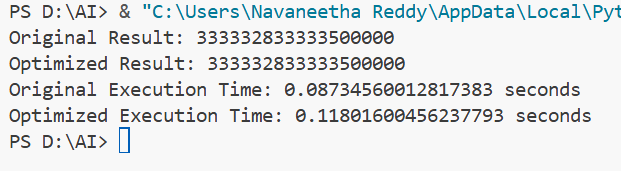 PS D:\AI> & "C:\Users\Navaneetha Reddy\AppData\Local\Pyt
Original Result: 333332833333500000
Optimized Result: 333332833333500000
Original Execution Time: 0.08734560012817383 seconds
Optimized Execution Time: 0.11801600456237793 seconds
PS D:\AI>